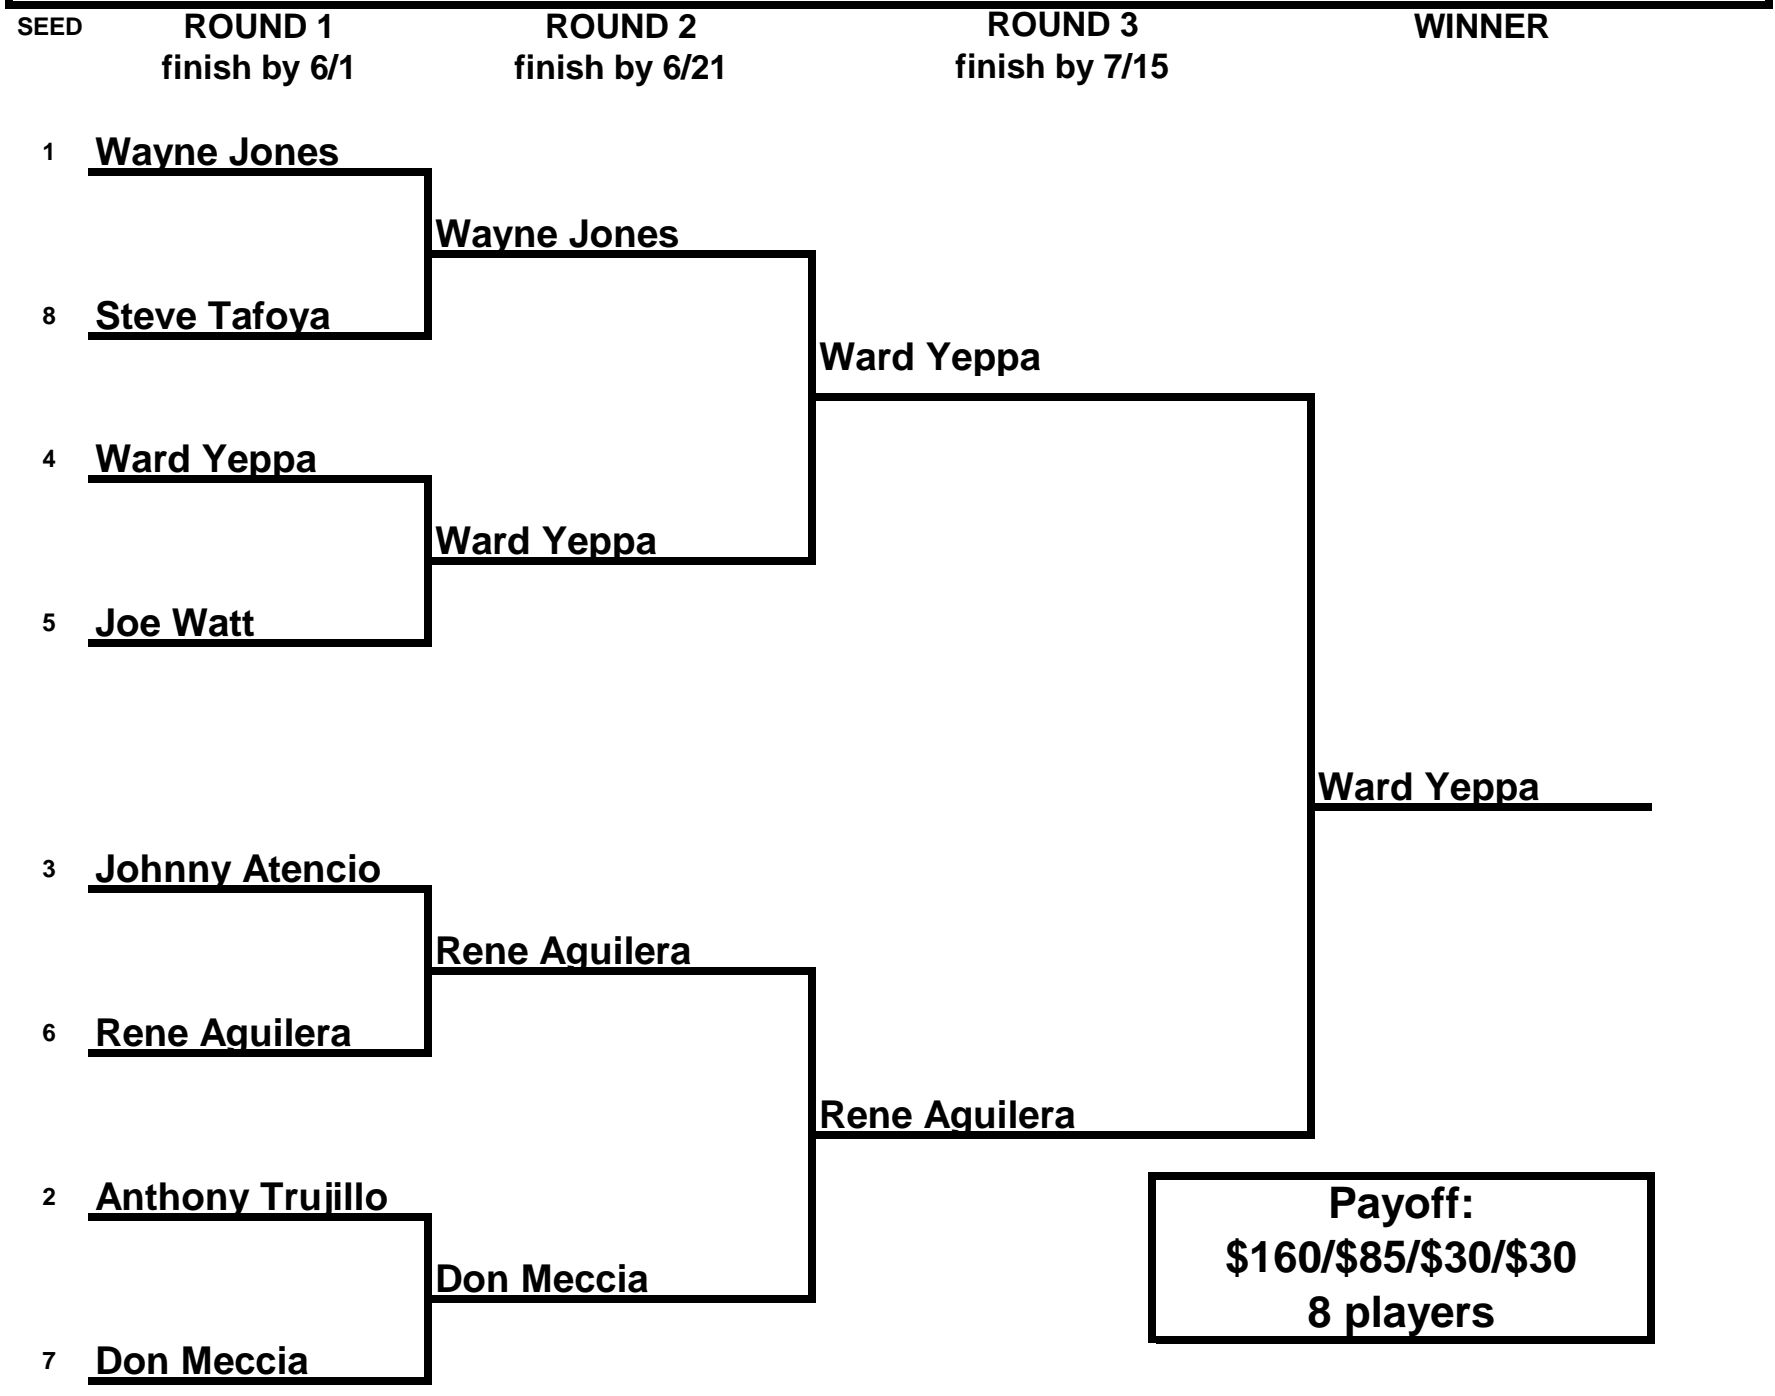 SEED ROUND 1 ROUND 2 ROUND 3 WINNER
finish by 6/1 finish by 6/21 finish by 7/15
1 Wayne Jones
Wayne Jones
8 Steve Tafoya
Ward Yeppa
4 Ward Yeppa
Ward Yeppa
5 Joe Watt
Ward Yeppa
3 Johnny Atencio
Rene Aguilera
6 Rene Aguilera
Rene Aguilera
2 Anthony Trujillo
Don Meccia
7 Don Meccia
Payoff:
$160/$85/$30/$30
8 players